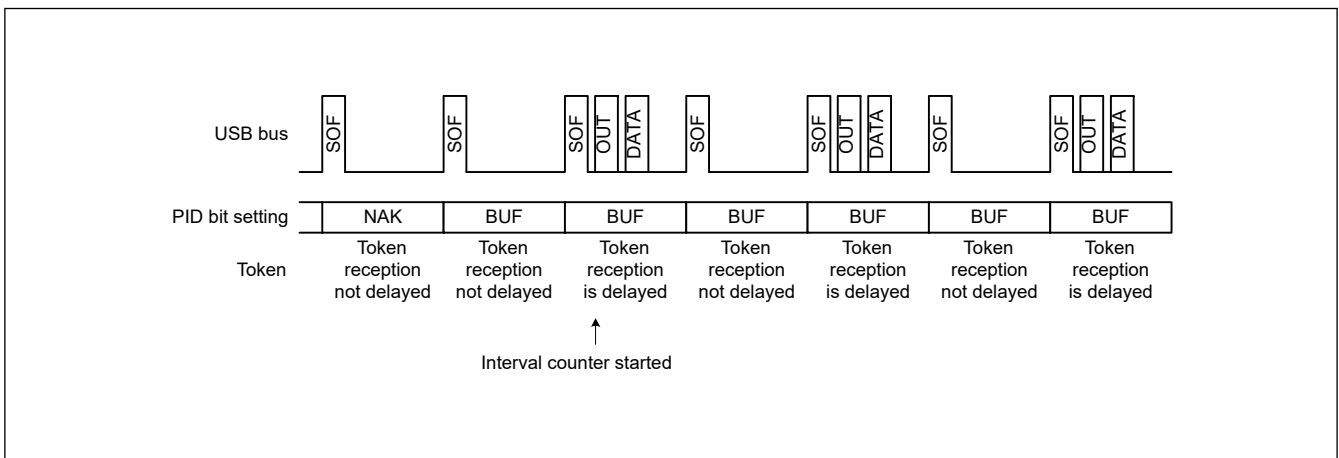 USB bus
SOF SOF SOF OUT DATA SOF SOF OUT DATA SOF SOF OUT DATA
PID bit setting NAK BUF BUF BUF BUF BUF BUF
Token
Token reception not delayed
Token reception not delayed
Token reception is delayed
Token reception not delayed
Token reception is delayed
Token reception not delayed
Token reception is delayed
Interval counter started